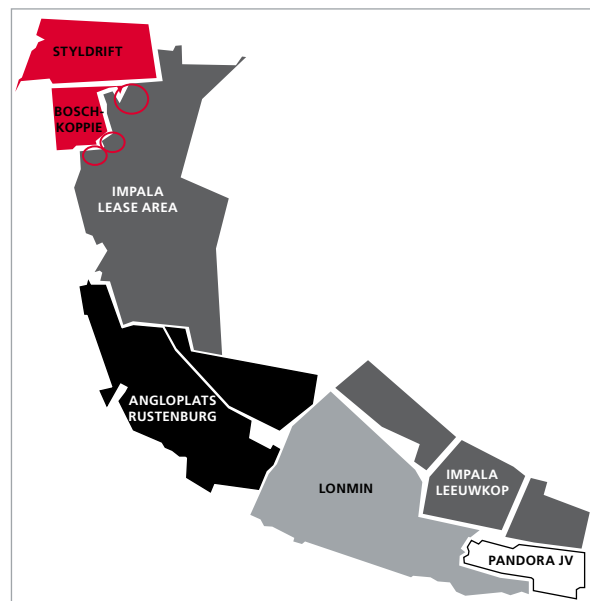 STYLDRIFT
BOSCH-
KOPPIE
IMPALA
LEASE AREA
ANGLOPLATS
RUSTENBURG
LONMIN
IMPALA
LEEUWKOP
PANDORA JV